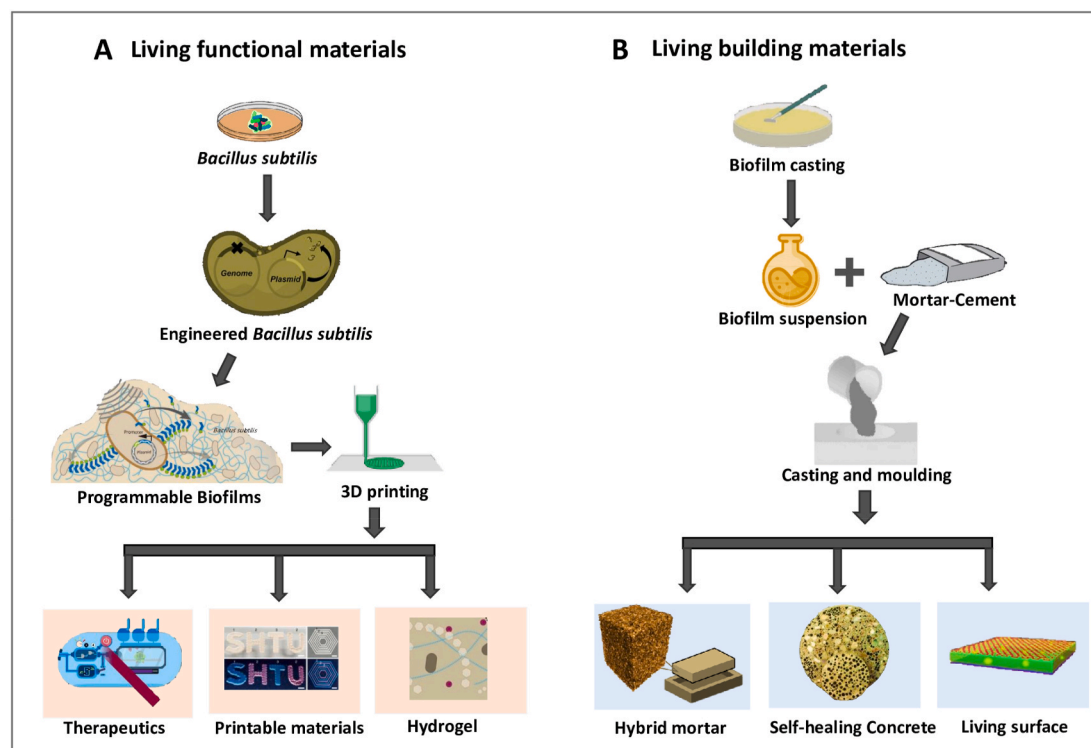 A Living functional materials
Bacillus subtilis
Genome
Plasmid
Engineered Bacillus subtilis
Promoter
Plasmid
Bacillus subtilis
Programmable Biofilms
3D printing
Therapeutics
SHTU
SHTU
Printable materials
Hydrogel
B Living building materials
Biofilm casting
Biofilm suspension
+
Mortar-Cement
Casting and moulding
Hybrid mortar
Self-healing Concrete
Living surface